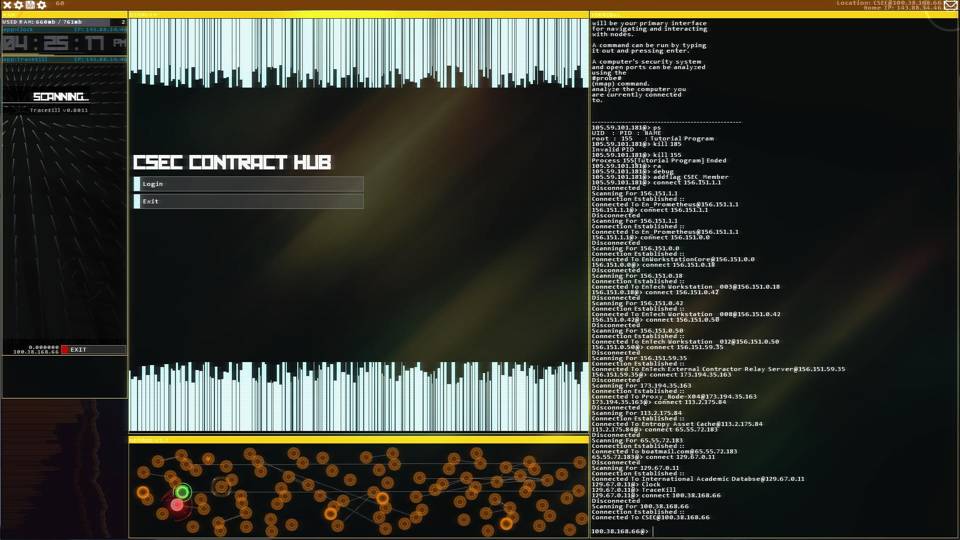 60
Location: CSEC@100.38.168.66
USED RAM: 660mb / 761mb 2
04:25:17 PM
SCANNING...
TraceKill v0.8011
0.000000
100.38.168.66
EXIT
CSEC CONTRACT HUB
Login
Exit
will be your primary interface
for navigating and interacting
with nodes.
A command can be run by typing
it out and pressing enter.
A computer's security system
and open ports can be analyzed
using the
#probe#
(nmap) command.
analyze the computer you
are currently connected
to.
105.59.101.181@> ps
UID : PID : NAME
root : 155 : Tutorial Program
105.59.101.181@> kill 185
Invalid PID
105.59.101.181@> kill 155
Process 155[Tutorial Program] Ended
105.59.101.181@> ra
105.59.101.181@> debug
105.59.101.181@> addflag CSEC_Member
105.59.101.181@> connect 156.151.1.1
Disconnected
Scanning For 156.151.1.1
Connection Established ::
Connected To En_Prometheus@156.151.1.1
156.151.1.1@> connect 156.151.1.1
Disconnected
Scanning For 156.151.1.1
Connection Established ::
Connected To En_Prometheus@156.151.1.1
156.151.1.1@> connect 156.151.0.0
Disconnected
Scanning For 156.151.0.0
Connection Established ::
Connected To EnWorkstationCore@156.151.0.0
156.151.0.0@> connect 156.151.0.18
Disconnected
Scanning For 156.151.0.18
Connection Established ::
Connected To EnTech Workstation _003@156.151.0.18
156.151.0.18@> connect 156.151.0.42
Disconnected
Scanning For 156.151.0.42
Connection Established ::
Connected To EnTech Workstation _008@156.151.0.42
156.151.0.42@> connect 156.151.0.50
Disconnected
Scanning For 156.151.0.50
Connection Established ::
Connected To EnTech Workstation _012@156.151.0.50
156.151.0.50@> connect 156.151.59.35
Disconnected
Scanning For 156.151.59.35
Connection Established ::
Connected To EnTech External Contractor Relay Server@156.151.59.35
156.151.59.35@> connect 173.194.35.163
Disconnected
Scanning For 173.194.35.163
Connection Established ::
Connected To Proxy_Node-X04@173.194.35.163
173.194.35.163@> connect 113.2.175.84
Disconnected
Scanning For 113.2.175.84
Connection Established ::
Connected To Entropy Asset Cache@113.2.175.84
113.2.175.84@> connect 65.55.72.183
Disconnected
Scanning For 65.55.72.183
Connection Established ::
Connected To boatmail.com@65.55.72.183
65.55.72.183@> connect 129.67.0.11
Disconnected
Scanning For 129.67.0.11
Connection Established ::
Connected To International Academic Databse@129.67.0.11
129.67.0.11@> Clock
129.67.0.11@> TraceKill
129.67.0.11@> connect 100.38.168.66
Disconnected
Scanning For 100.38.168.66
Connection Established ::
Connected To CSEC@100.38.168.66
100.38.168.66@>